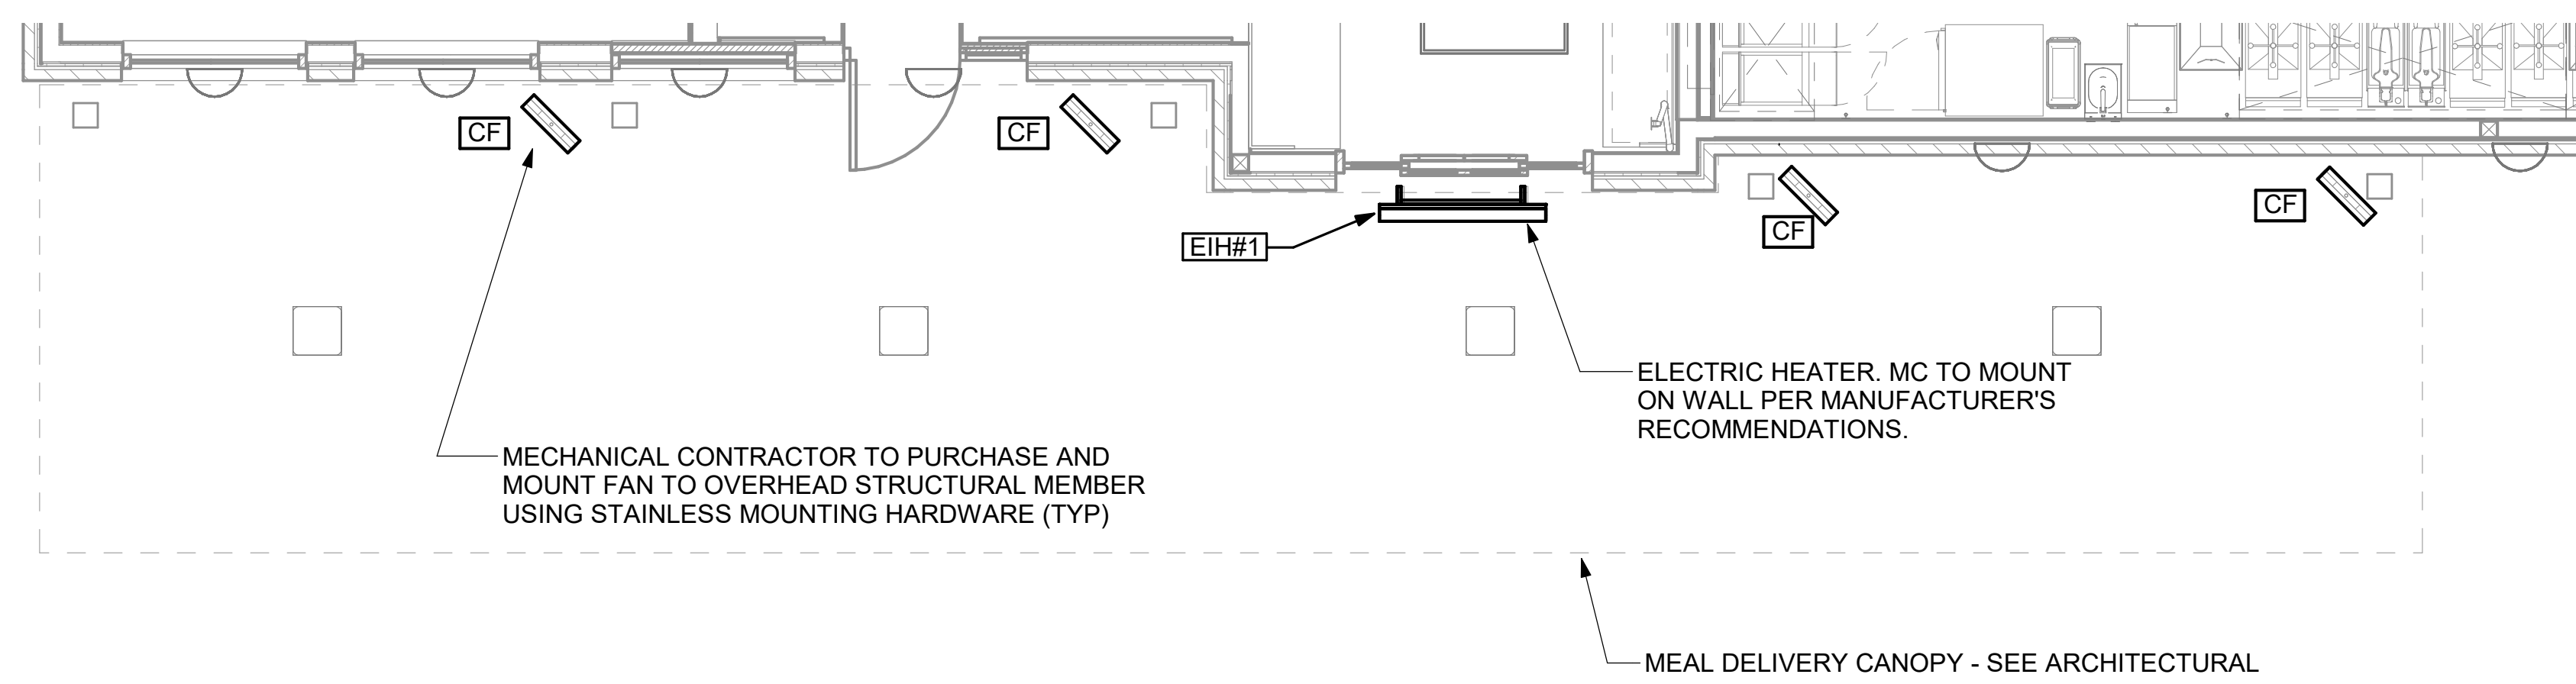 CF
CF
CF
CF
EIH#1
ELECTRIC HEATER. MC TO MOUNT
ON WALL PER MANUFACTURER'S
RECOMMENDATIONS.
MECHANICAL CONTRACTOR TO PURCHASE AND
MOUNT FAN TO OVERHEAD STRUCTURAL MEMBER
USING STAINLESS MOUNTING HARDWARE (TYP)
MEAL DELIVERY CANOPY - SEE ARCHITECTURAL